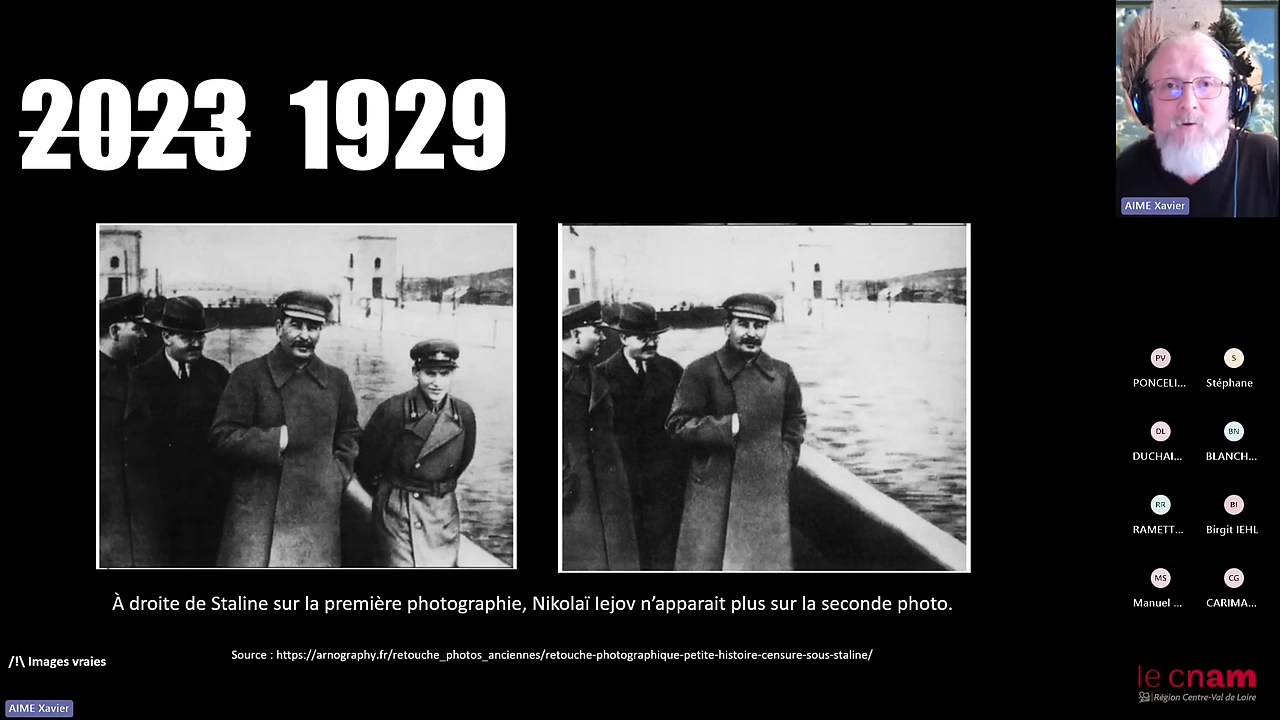 2023 1929
AIME Xavier
PV
S
PONCELI...
Stéphane
DL
BN
DUCHAI...
BLANCH...
RR
BI
RAMETT...
Birgit IEHL
MS
CG
Manuel ...
CARIMA...
À droite de Staline sur la première photographie, Nikolaï Iejov n’apparait plus sur la seconde photo.
Source : https://arnography.fr/retouche_photos_anciennes/retouche-photographique-petite-histoire-censure-sous-staline/
/!\ Images vraies
le cnam
Région Centre-Val de Loire
AIME Xavier